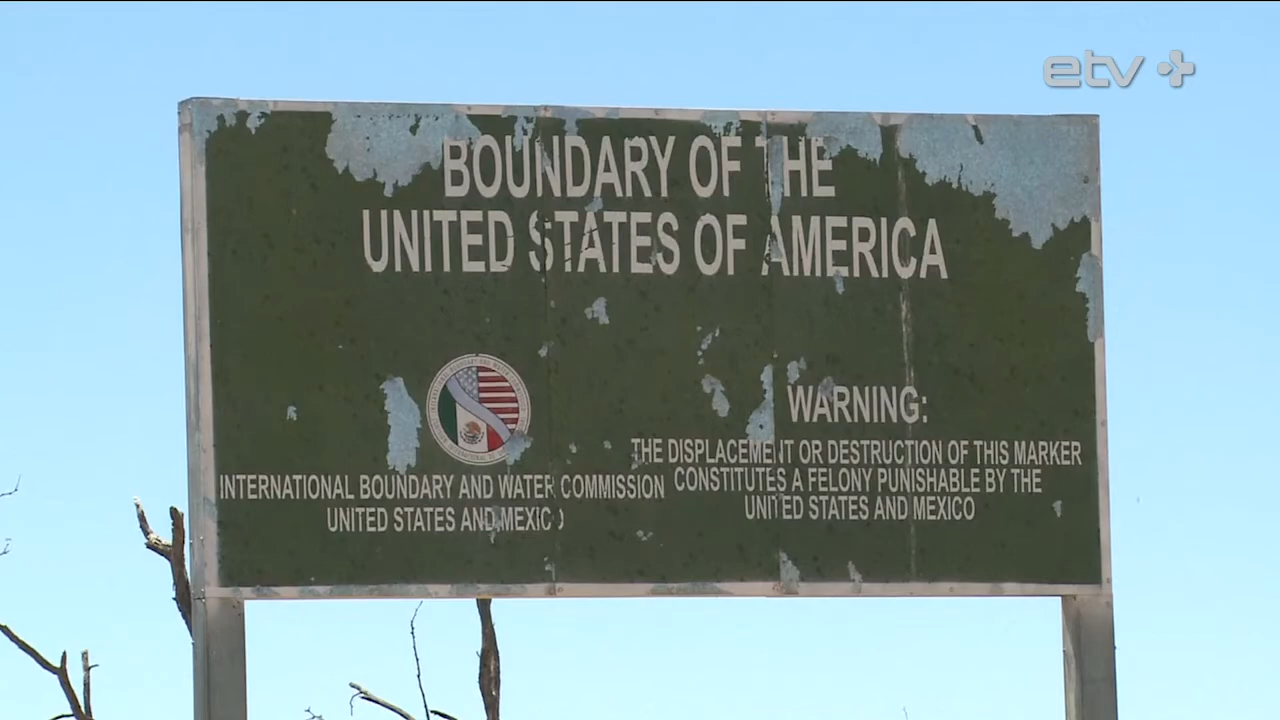 etv+
BOUNDARY OF THE
UNITED STATES OF AMERICA
WARNING:
THE DISPLACEMENT OR DESTRUCTION OF THIS MARKER
CONSTITUTES A FELONY PUNISHABLE BY THE
UNITED STATES AND MEXICO
INTERNATIONAL BOUNDARY AND WATER COMMISSION
UNITED STATES AND MEXICO